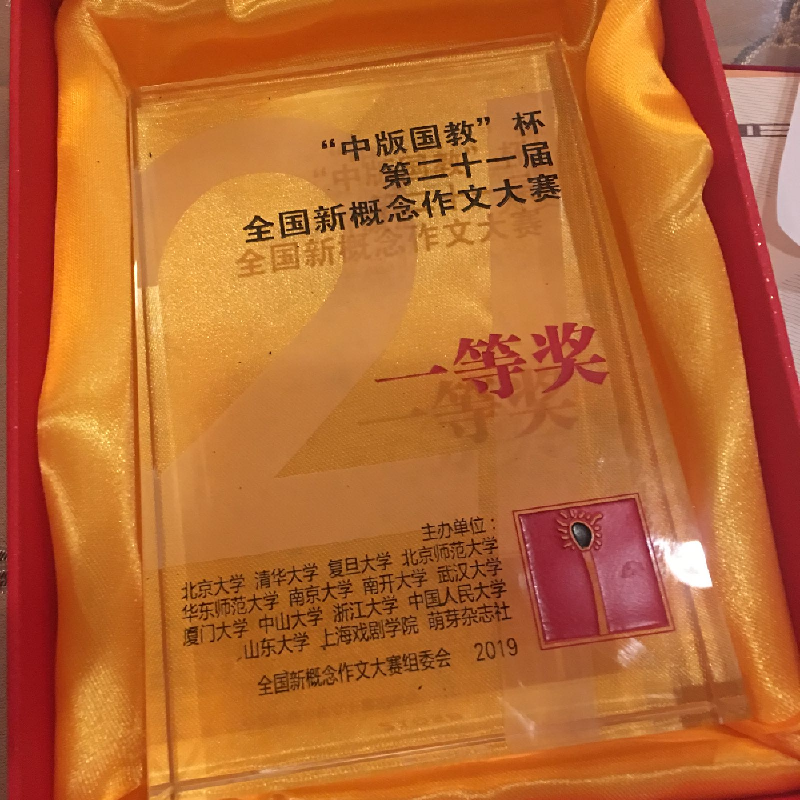 “中版国教”杯
第二十一届
全国新概念作文大赛
一等奖
主办单位：
北京大学 清华大学 复旦大学 北京师范大学
华东师范大学 南京大学 南开大学 武汉大学
厦门大学 中山大学 浙江大学 中国人民大学
山东大学 上海戏剧学院 萌芽杂志社
全国新概念作文大赛组委会 2019
21